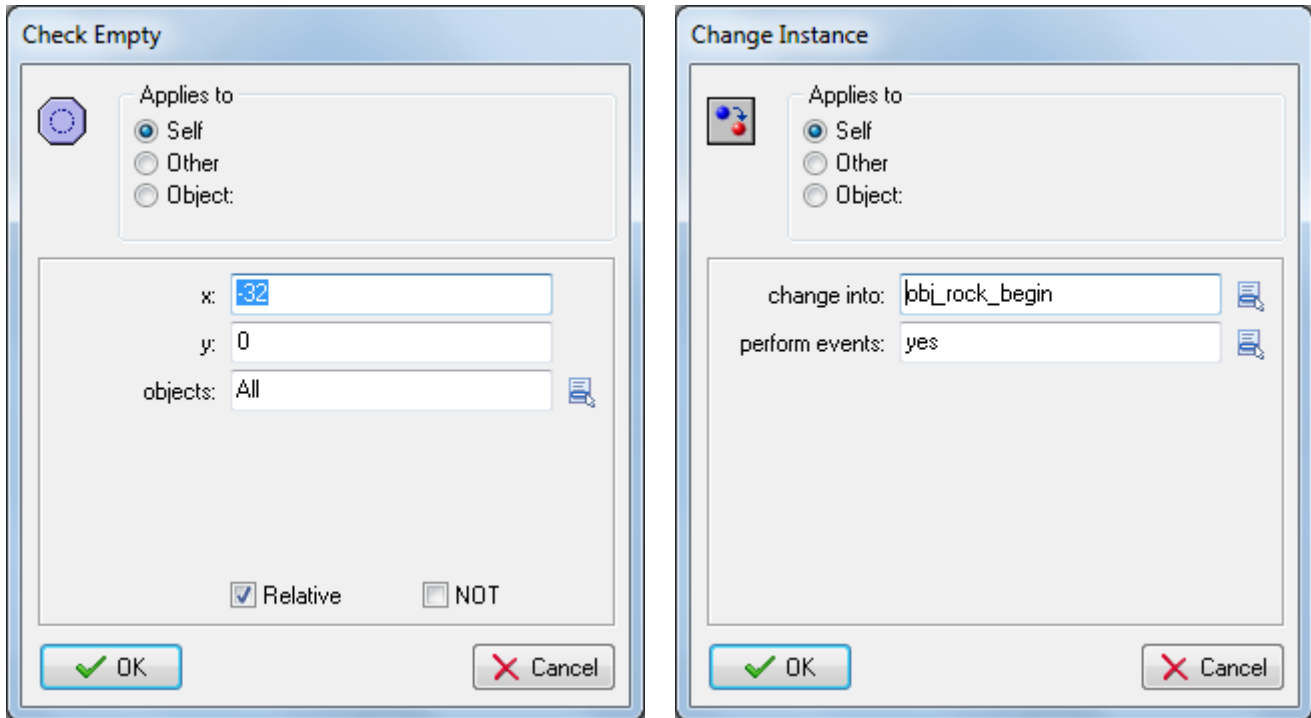 Check Empty
Applies to
Self
Other
Object:
x: -32
y: 0
objects: All
Relative
NOT
OK
Cancel
Change Instance
Applies to
Self
Other
Object:
change into: obj_rock_begin
perform events: yes
OK
Cancel